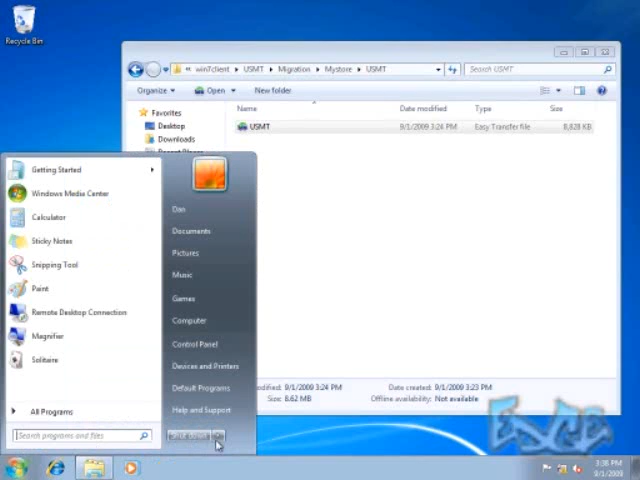 Recycle Bin
« win7client ▸ USMT ▸ Migration ▸ Mystore ▸ USMT
Search USMT
Organize
Open
New folder
Favorites
Desktop
Downloads
Recent Places
Name
Date modified
Type
Size
USMT
9/1/2009 3:24 PM
Easy Transfer file
8,828 KB
Getting Started
Windows Media Center
Calculator
Sticky Notes
Snipping Tool
Paint
Remote Desktop Connection
Magnifier
Solitaire
All Programs
Search programs and files
Dan
Documents
Pictures
Music
Games
Computer
Control Panel
Devices and Printers
Default Programs
Help and Support
Shut down
modified: 9/1/2009 3:24 PM
Date created: 9/1/2009 3:23 PM
Size: 8.62 MB
Offline availability: Not available
3:36 PM
9/1/2009